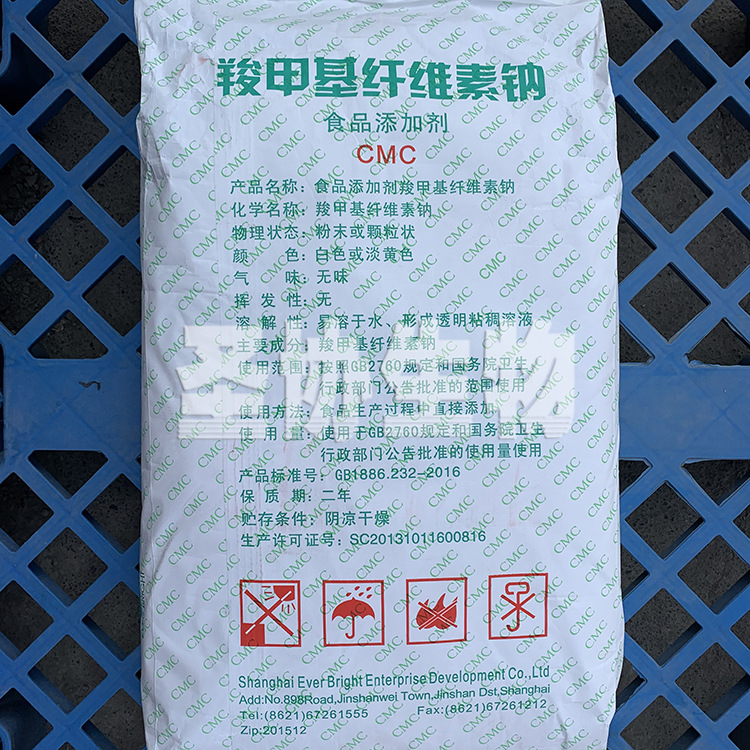 羧甲基纤维素钠
食品添加剂
CMC
产品名称：食品添加剂羧甲基纤维素钠
化学名称：羧甲基纤维素钠
物理状态：粉末或颗粒状
颜 色：白色或淡黄色
气 味：无味
挥 发 性：无
溶 解 性：易溶于水、形成透明粘稠溶液
主要成分：羧甲基纤维素钠
使用范围：按照GB2760规定和国务院卫生
行政部门公告批准的范围使用
使用方法：食品生产过程中直接添加
使 用 量：使用于GB2760规定和国务院卫生
行政部门公告批准的使用量使用
产品标准号：GB1886.232-2016
保 质 期：二年
贮存条件：阴凉干燥
生产许可证号：SC20131011600816
圣协生物
Shanghai Ever Bright Enterprise Development Co.,Ltd
Add:No.898Road,Jinshanwei Town,Jinshan Dst,Shanghai
Tel:(8621)67261555 Fax:(8621)67261212
Zip:201512